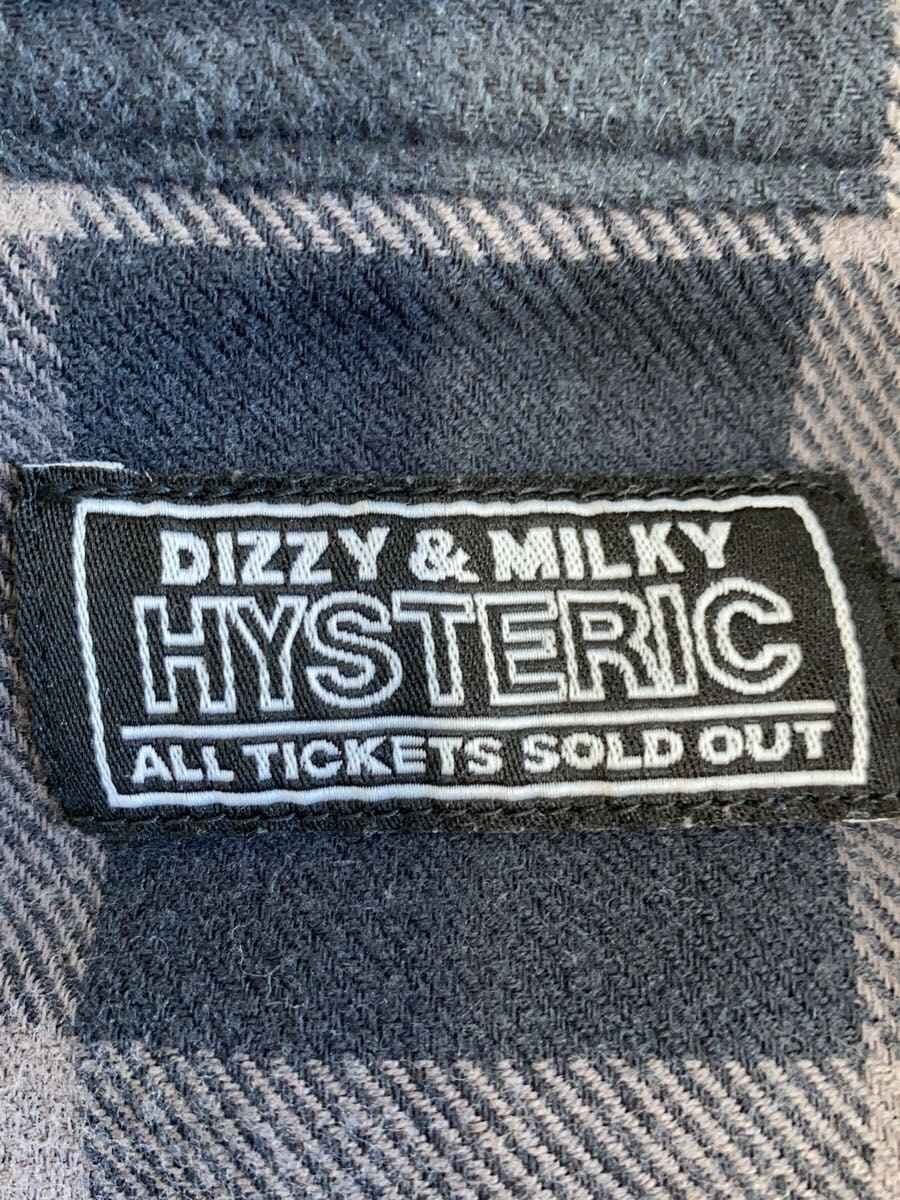 DIZZY & MILKY
HYSTERIC
ALL TICKETS SOLD OUT